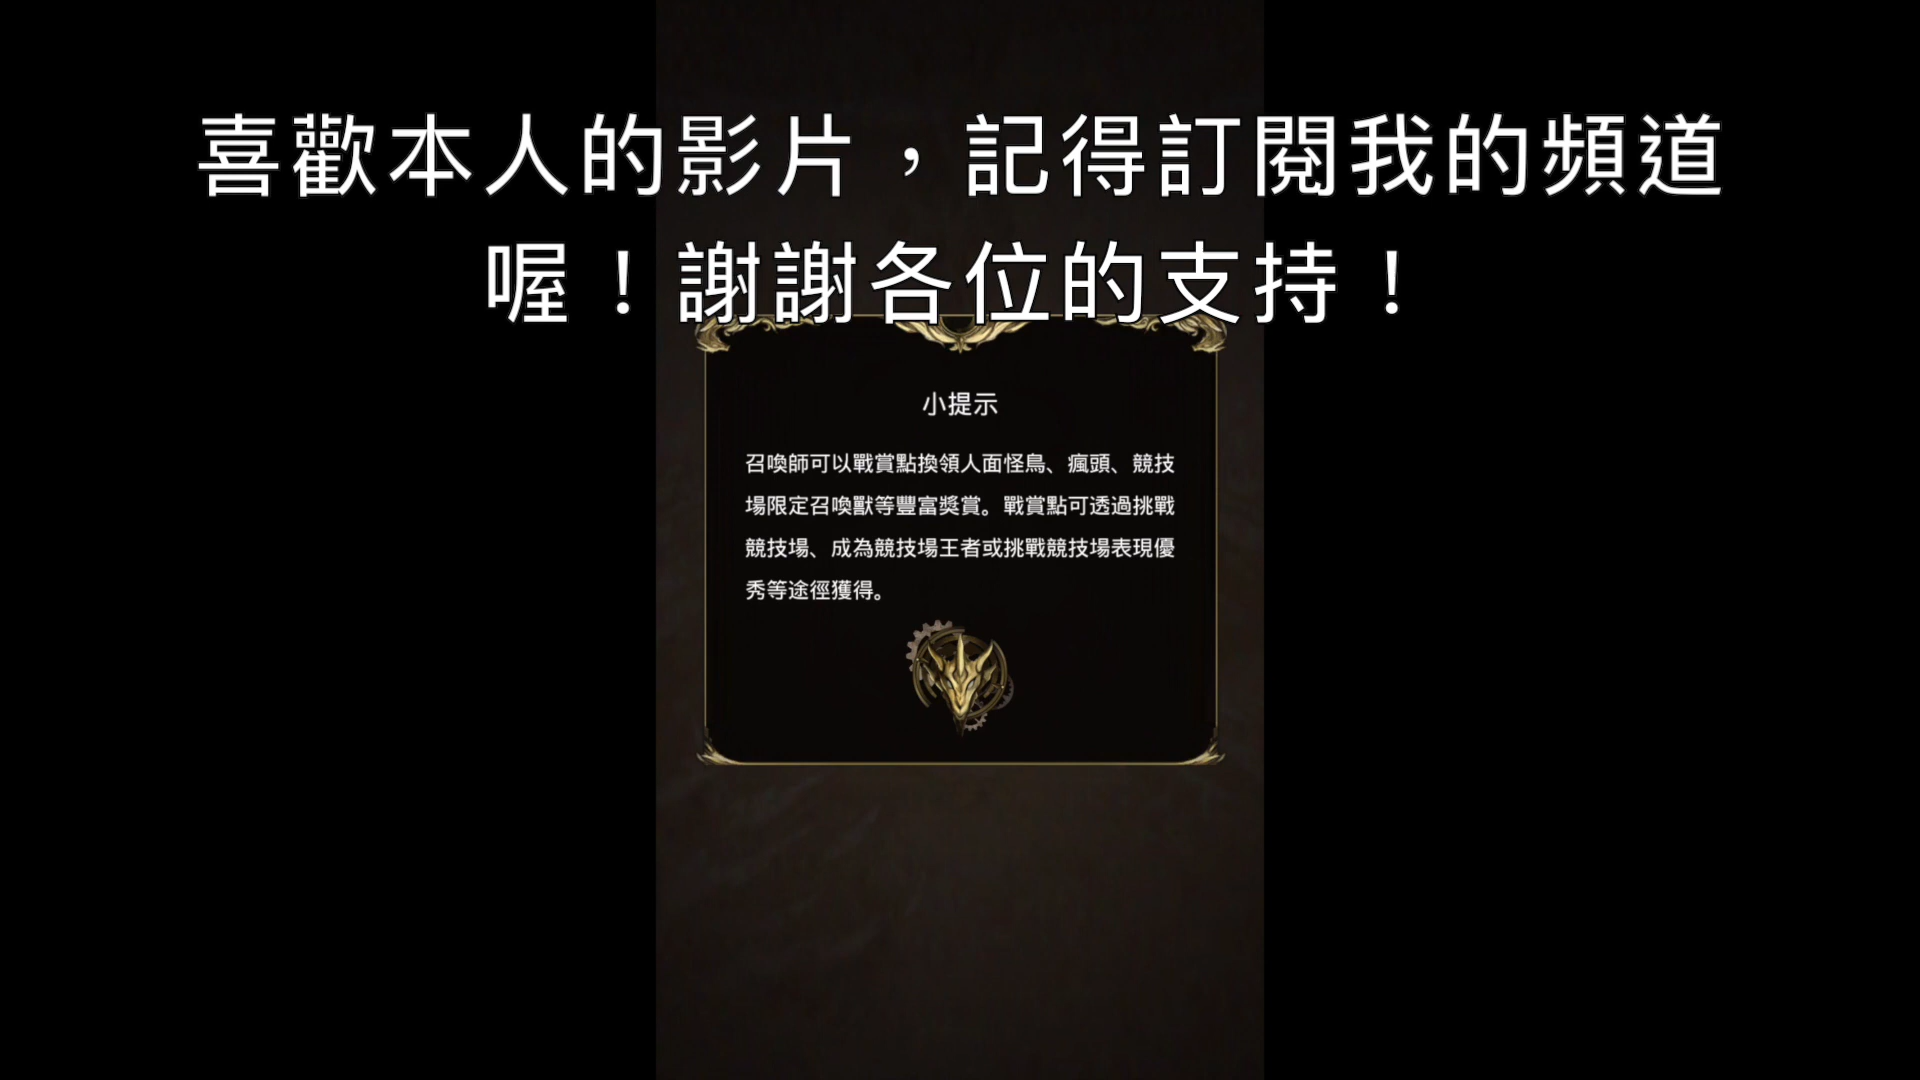 喜歡本人的影片，記得訂閱我的頻道
喔！謝謝各位的支持！
小提示
召喚師可以戰賞點換領人面怪鳥、瘋頭、競技
場限定召喚獸等豐富獎賞。戰賞點可透過挑戰
競技場、成為競技場王者或挑戰競技場表現優
秀等途徑獲得。